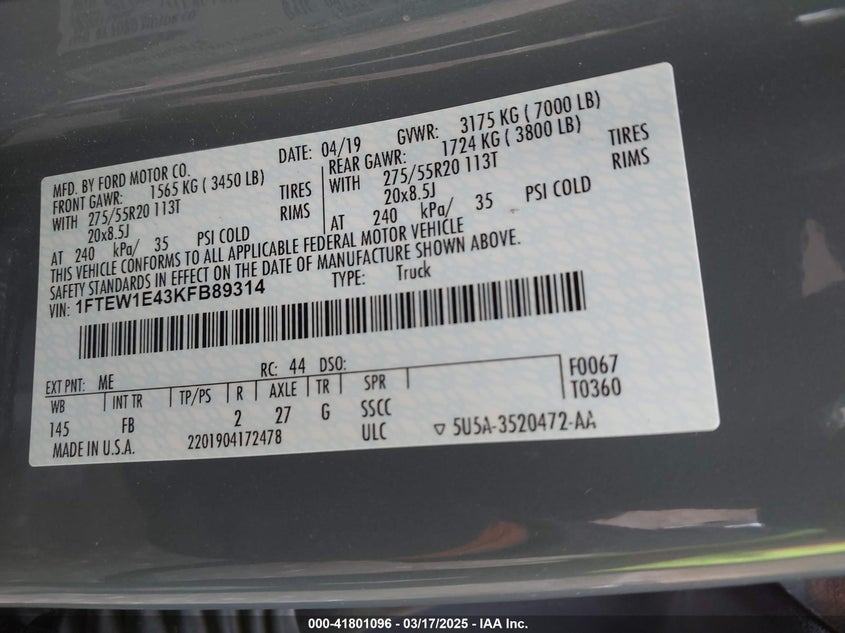 MFD. BY FORD MOTOR CO.
DATE: 04/19 GVWR: 3175 KG ( 7000 LB)
FRONT GAWR: 1565 KG ( 3450 LB)
REAR GAWR: 1724 KG ( 3800 LB)
WITH 275/55R20 113T TIRES
WITH 275/55R20 113T TIRES
20x8.5J RIMS
20x8.5J RIMS
AT 240 kPa/ 35 PSI COLD
AT 240 kPa/ 35 PSI COLD
THIS VEHICLE CONFORMS TO ALL APPLICABLE FEDERAL MOTOR VEHICLE
SAFETY STANDARDS IN EFFECT ON THE DATE OF MANUFACTURE SHOWN ABOVE.
VIN: 1FTEW1E43KFB89314 TYPE: Truck
EXT PNT: ME RC: 44 DSO:
WB INT TR TP/PS R AXLE TR SPR F0067
145 FB 2 27 G SSCC T0360
MADE IN U.S.A. 2201904172478 ULC ▽ 5U5A-3520472-AA
000-41801096 - 03/17/2025 - IAA Inc.